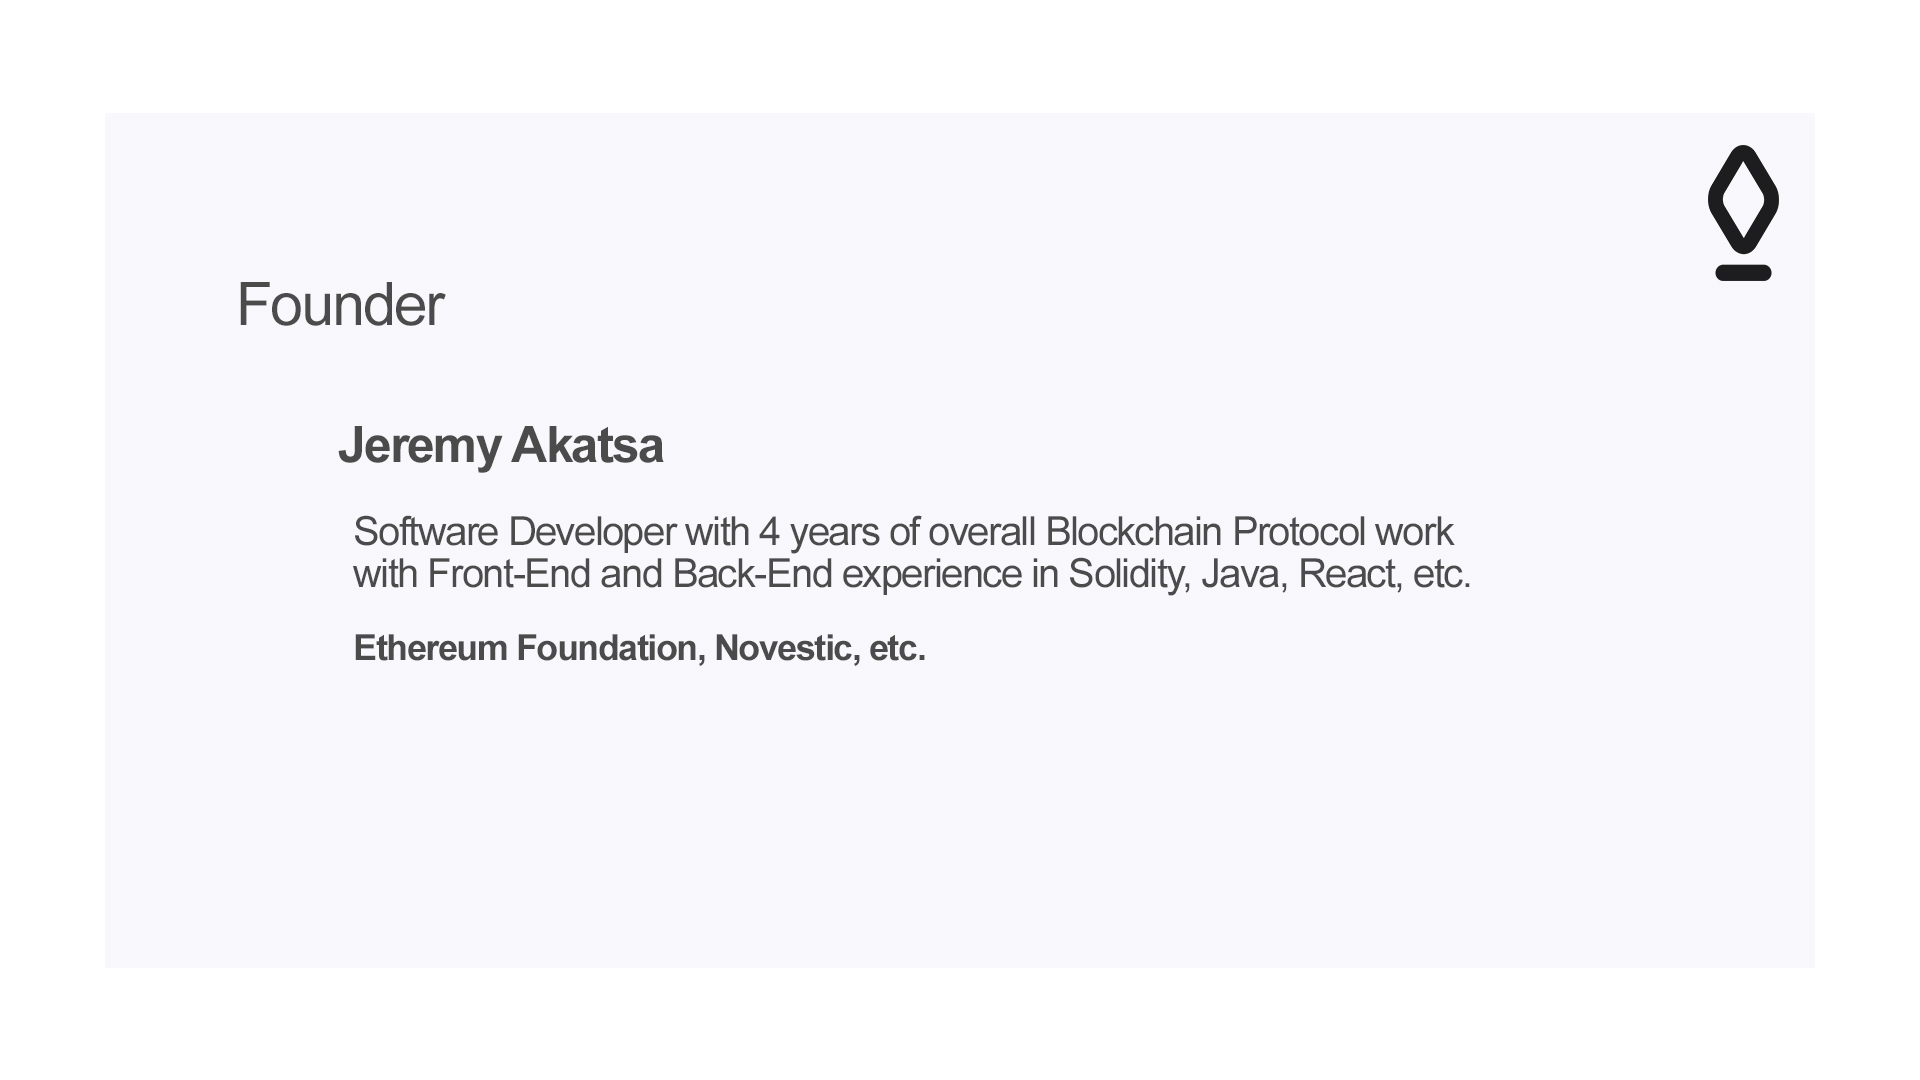 Founder
Jeremy Akatsa
Software Developer with 4 years of overall Blockchain Protocol work
with Front-End and Back-End experience in Solidity, Java, React, etc.
Ethereum Foundation, Novestic, etc.